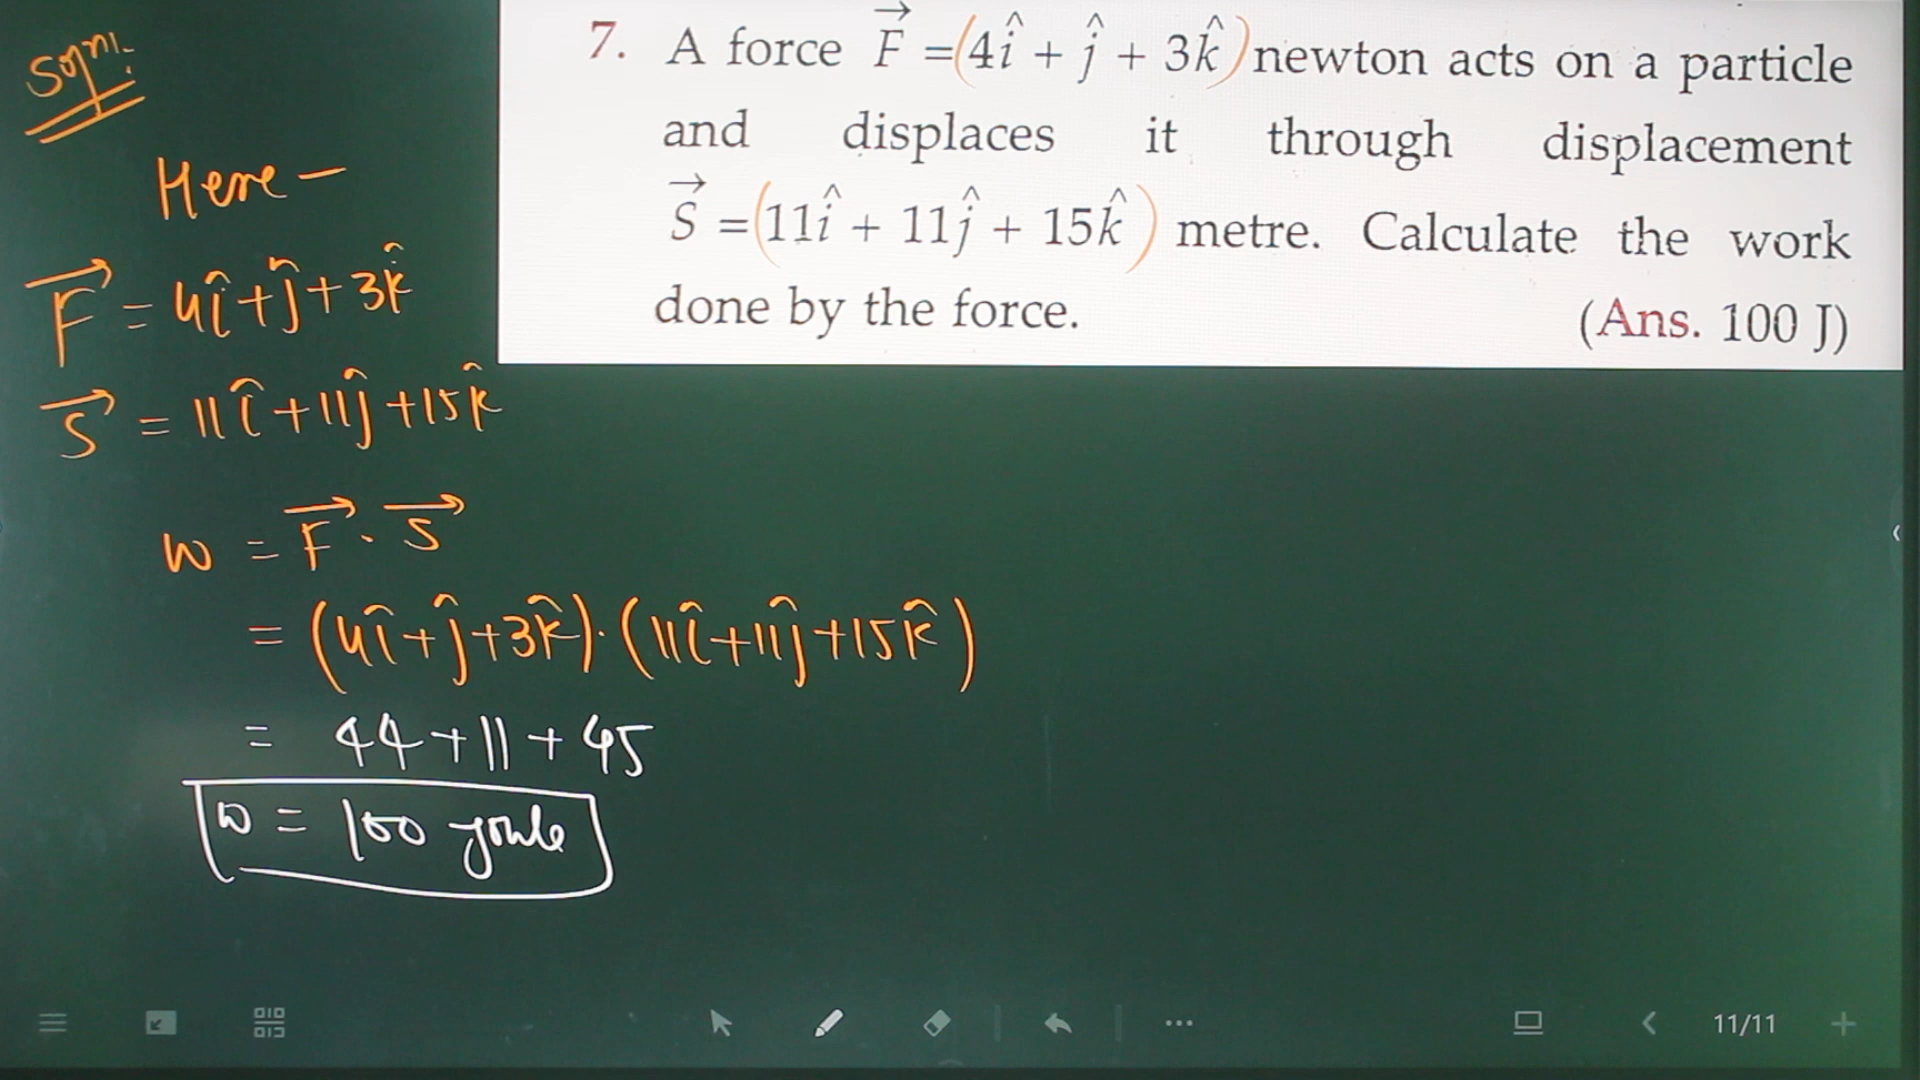 Soln:
Here -
F⃗ = 4î+ĵ+3k̂
S⃗ = 11î+11ĵ+15k̂
W = F⃗ . S⃗
= (4î+ĵ+3k̂).(11î+11ĵ+15k̂)
= 44+11+45
W = 100 joule
7. A force F⃗ =(4î + ĵ + 3k̂) newton acts on a particle
and displaces it through displacement
S⃗ =(11î + 11ĵ + 15k̂) metre. Calculate the work
done by the force. (Ans. 100 J)
11/11